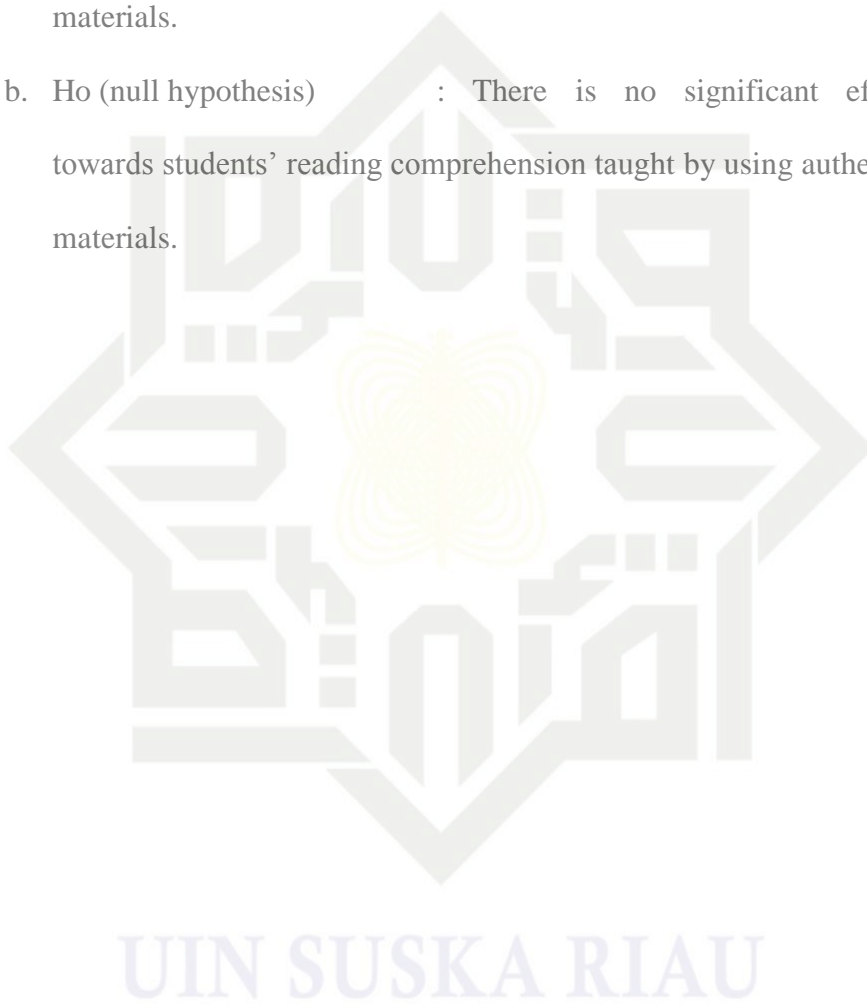 materials.
b. Ho (null hypothesis) : There is no significant ef
towards students’ reading comprehension taught by using authe
materials.
UIN SUSKA RIAU